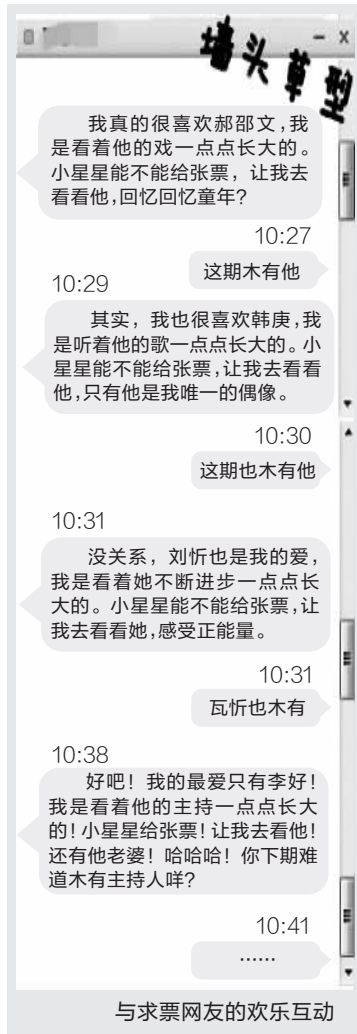 墙头草型
我真的很喜欢郝邵文,我
是看着他的戏一点点长大的。
小星星能不能给张票，让我去
看看他,回忆回忆童年?
10:27
这期木有他
10:29
其实，我也很喜欢韩庚,我
是听着他的歌一点点长大的。小
星星能不能给张票,让我去看看
他,只有他是我唯一的偶像。
10:30
这期也木有他
10:31
没关系，刘忻也是我的爱,
我是看着她不断进步一点点长
大的。小星星能不能给张票,让
我去看看她,感受正能量。
10:31
瓦忻也木有
10:38
好吧！我的最爱只有李好!
我是看着他的主持一点点长大
的!小星星给张票!让我去看他!
还有他老婆！哈哈哈！你下期难
道木有主持人咩?
10:41
……
与求票网友的欢乐互动